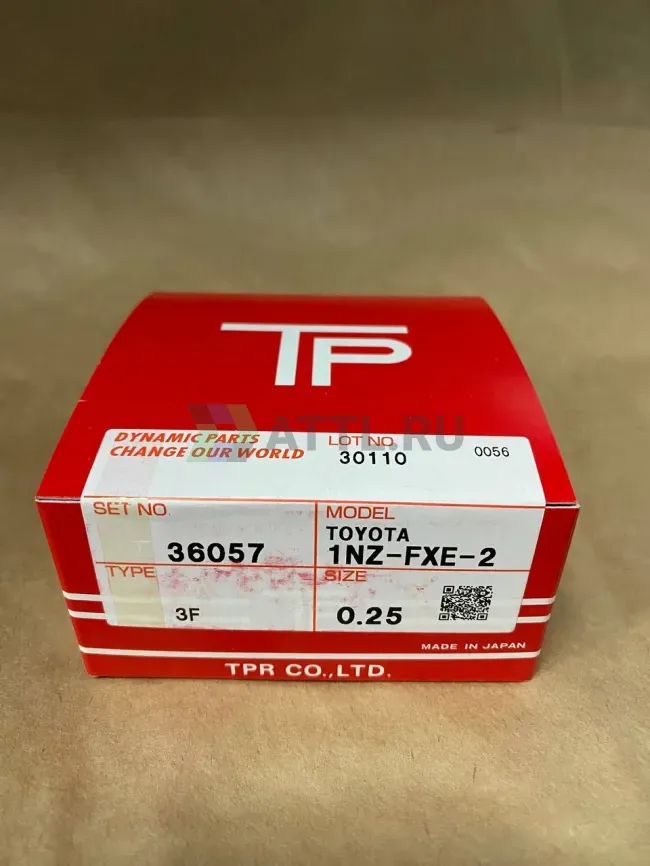 TP
ATTL.RU
DYNAMIC PARTS
CHANGE OUR WORLD
LOT NO.
30110
0056
SET NO.
36057
MODEL
TOYOTA
1NZ-FXE-2
TYPE
3F
SIZE
0.25
MADE IN JAPAN
TPR CO.,LTD.